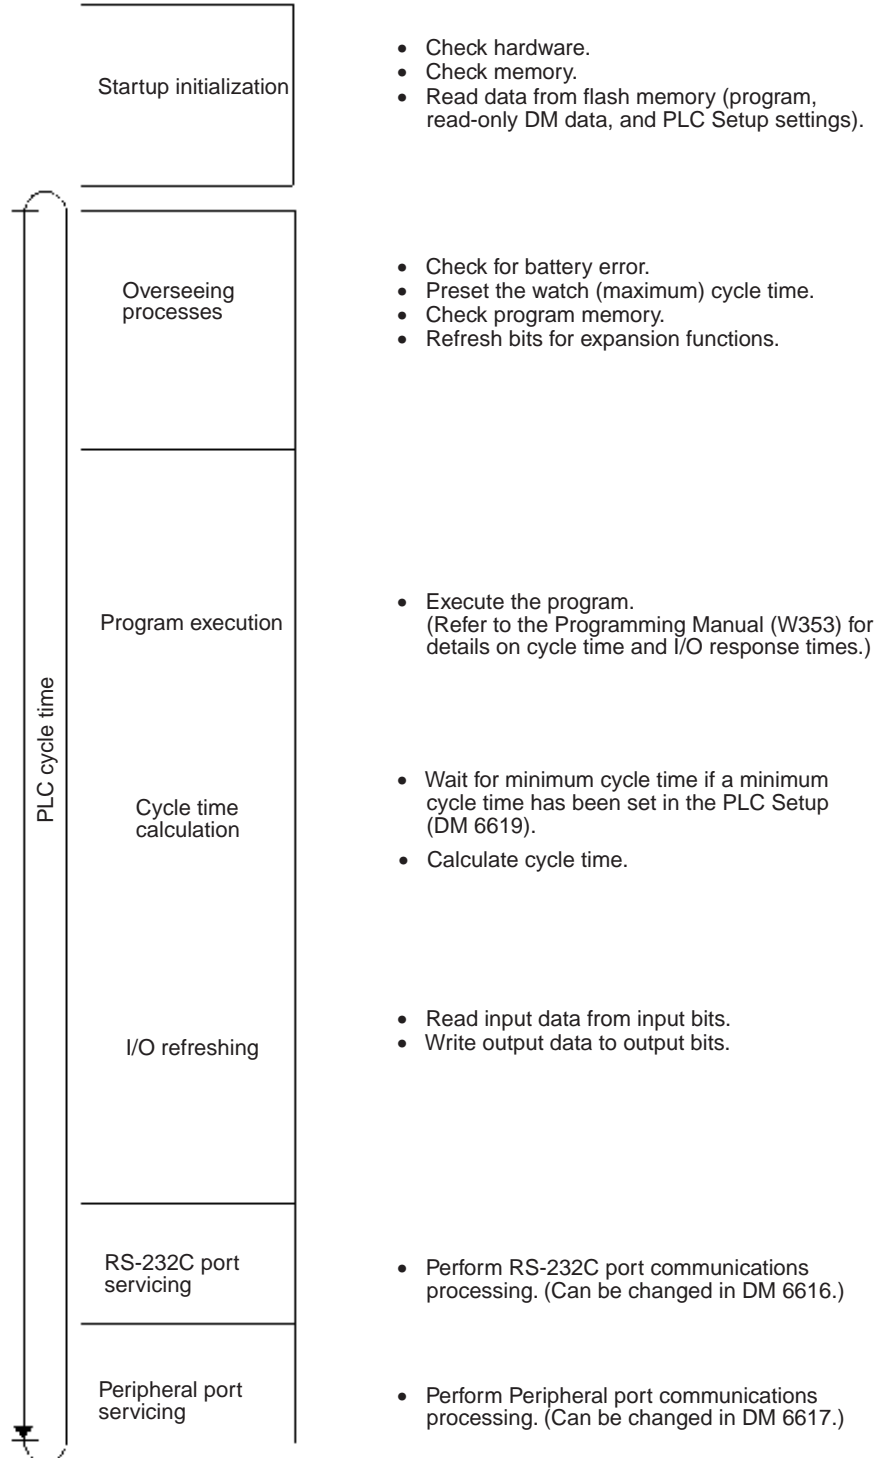 Startup initialization
• Check hardware.
• Check memory.
• Read data from flash memory (program,
read-only DM data, and PLC Setup settings).
PLC cycle time
Overseeing
processes
• Check for battery error.
• Preset the watch (maximum) cycle time.
• Check program memory.
• Refresh bits for expansion functions.
Program execution
• Execute the program.
(Refer to the Programming Manual (W353) for
details on cycle time and I/O response times.)
Cycle time
calculation
• Wait for minimum cycle time if a minimum
cycle time has been set in the PLC Setup
(DM 6619).
• Calculate cycle time.
I/O refreshing
• Read input data from input bits.
• Write output data to output bits.
RS-232C port
servicing
• Perform RS-232C port communications
processing. (Can be changed in DM 6616.)
Peripheral port
servicing
• Perform Peripheral port communications
processing. (Can be changed in DM 6617.)